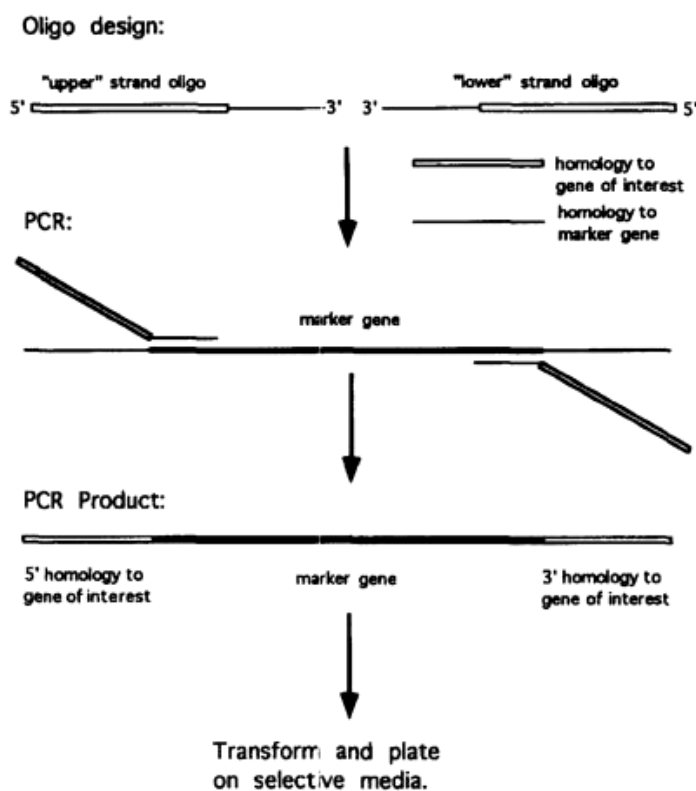 Oligo design:
"upper" strand oligo
"lower" strand oligo
5'
3'
3'
5'
homology to
gene of interest
homology to
marker gene
PCR:
marker gene
PCR Product:
5' homology to
gene of interest
marker gene
3' homology to
gene of interest
Transform and plate
on selective media.